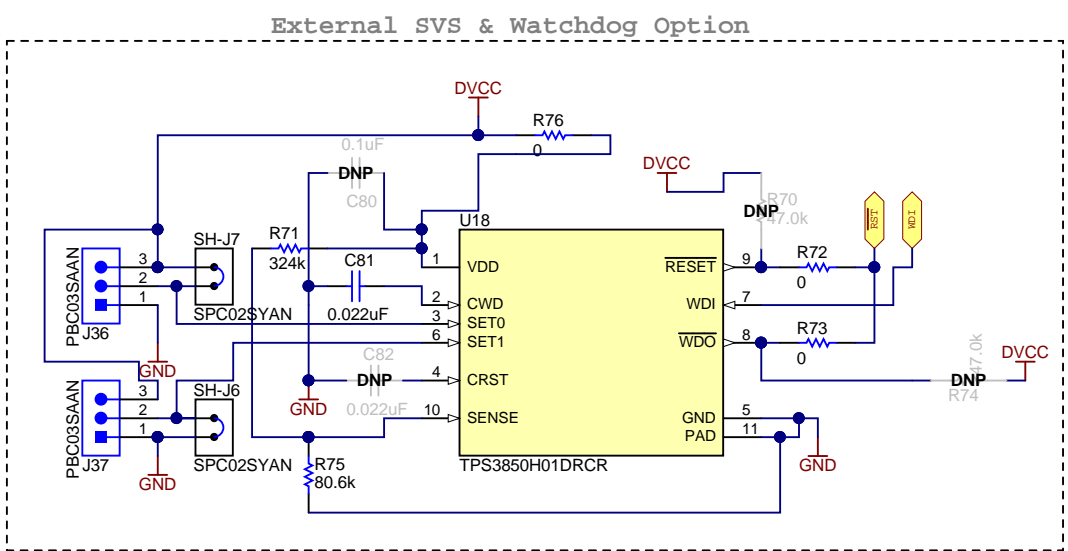 External SVS & Watchdog Option
DVCC
R76
0
0.1uF
DNP
C80
DVCC
R70
DNP
47.0k
RST
WDI
U18
R71
324k
C81
0.022uF
SH-J7
SPC02SYAN
3
2
1
PBC03SAAN
J36
GND
1
VDD
2
CWD
3
SET0
6
SET1
4
CRST
10
SENSE
RESET
9
WDI
7
WDO
8
GND
5
PAD
11
TPS3850H01DRCR
R72
0
R73
0
DVCC
47.0k
DNP
R74
C82
DNP
0.022uF
GND
SH-J6
SPC02SYAN
3
2
1
PBC03SAAN
J37
GND
R75
80.6k
GND